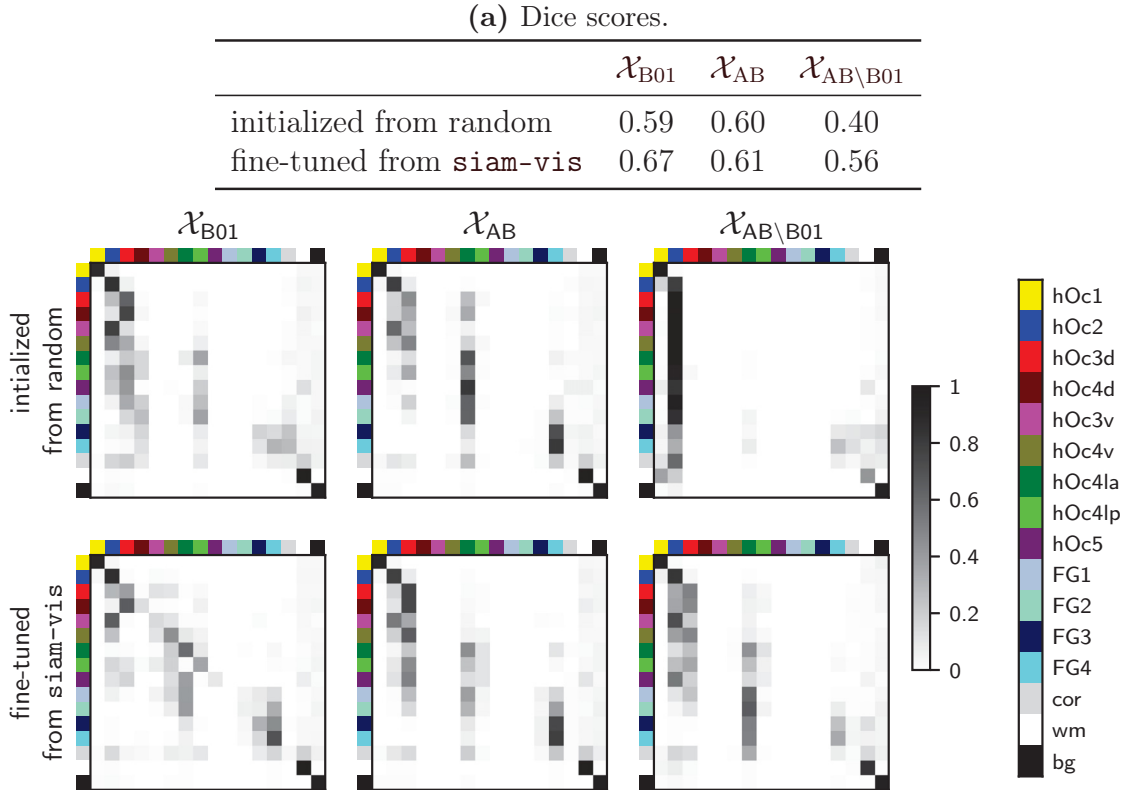 (a) Dice scores.
𝒳B01 𝒳AB 𝒳AB\B01
initialized from random 0.59 0.60 0.40
fine-tuned from siam-vis 0.67 0.61 0.56
𝒳B01 𝒳AB 𝒳AB\B01
intialized
from random
fine-tuned
from siam-vis
1
0.8
0.6
0.4
0.2
0
hOc1
hOc2
hOc3d
hOc4d
hOc3v
hOc4v
hOc4la
hOc4lp
hOc5
FG1
FG2
FG3
FG4
cor
wm
bg